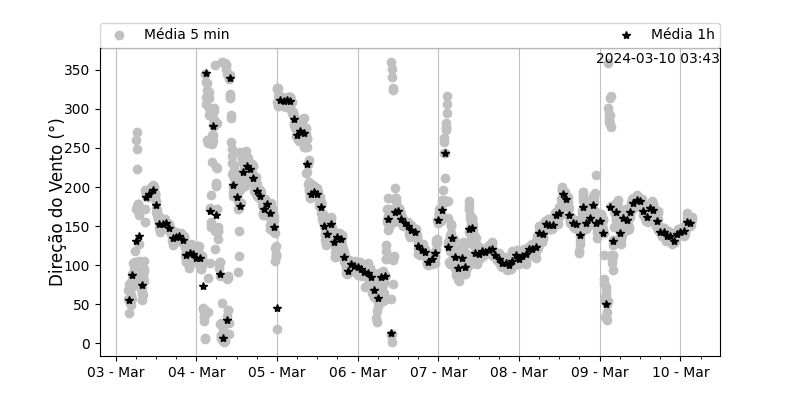 Média 5 min
Média 1h
2024-03-10 03:43
Direção do Vento (°)
350
300
250
200
150
100
50
0
03 - Mar
04 - Mar
05 - Mar
06 - Mar
07 - Mar
08 - Mar
09 - Mar
10 - Mar